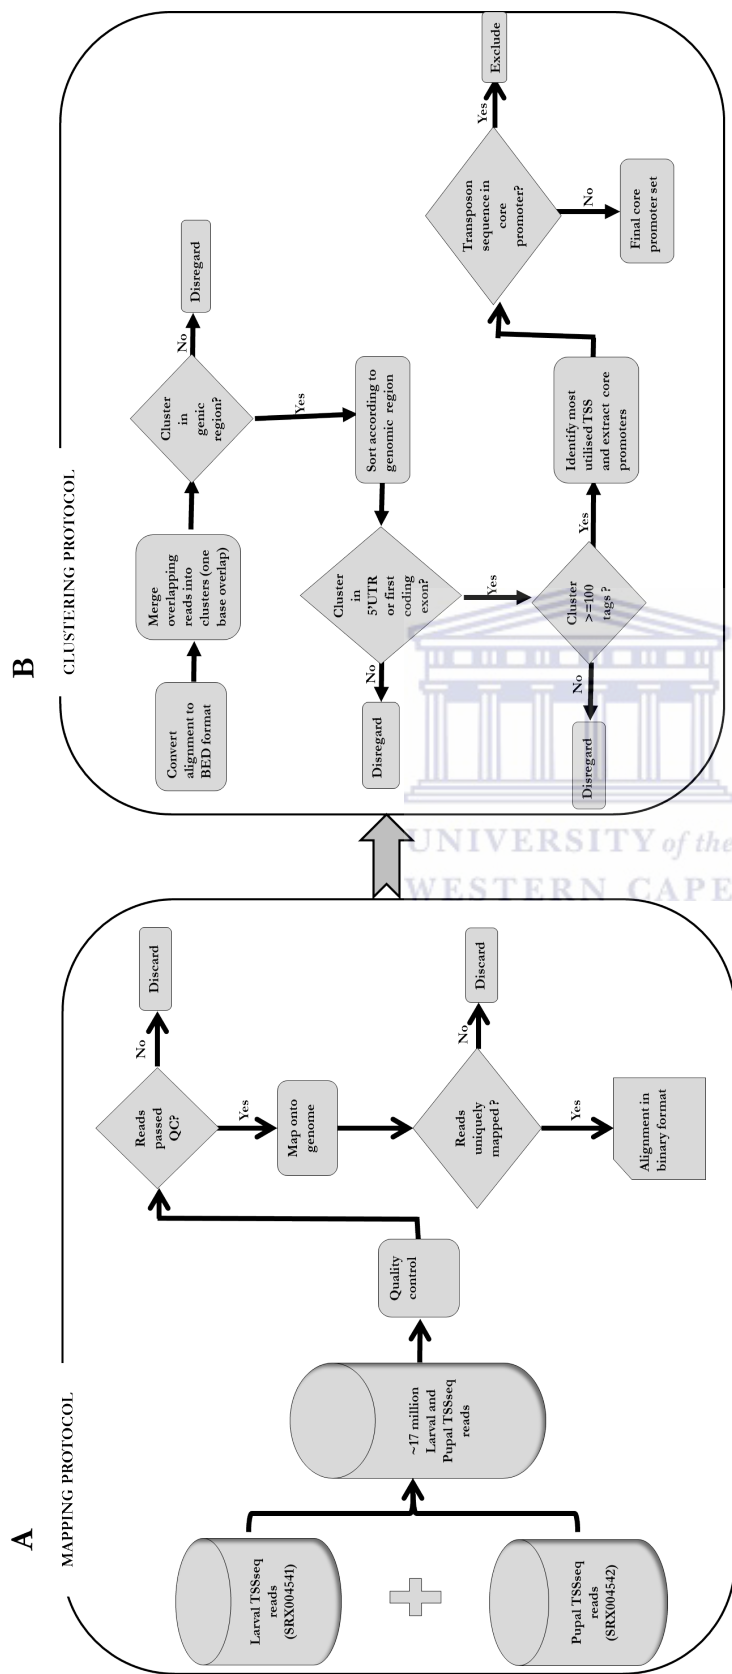 A
MAPPING PROTOCOL
Larval TSSseq
reads
(SRX004541)
Pupal TSSseq
reads
(SRX004542)
~17 million
Larval and
Pupal TSSseq
reads
Quality
control
Reads
passed
QC?
No
Discard
Yes
Map onto
genome
Reads
uniquely
mapped ?
No
Discard
Yes
Alignment in
binary format
B
CLUSTERING PROTOCOL
Convert
alignment to
BED format
Merge
overlapping
reads into
clusters (one
base overlap)
Cluster
in
genic
region?
No
Disregard
Yes
Sort according to
genomic region
Cluster
in
5'UTR
or first
coding
exon?
No
Disregard
Yes
Cluster
>=100
tags ?
No
Disregard
Yes
Identify most
utilised TSS
and extract core
promoters
Transposon
sequence in
core
promoter?
Yes
Exclude
No
Final core
promoter set
UNIVERSITY of the
WESTERN CAPE